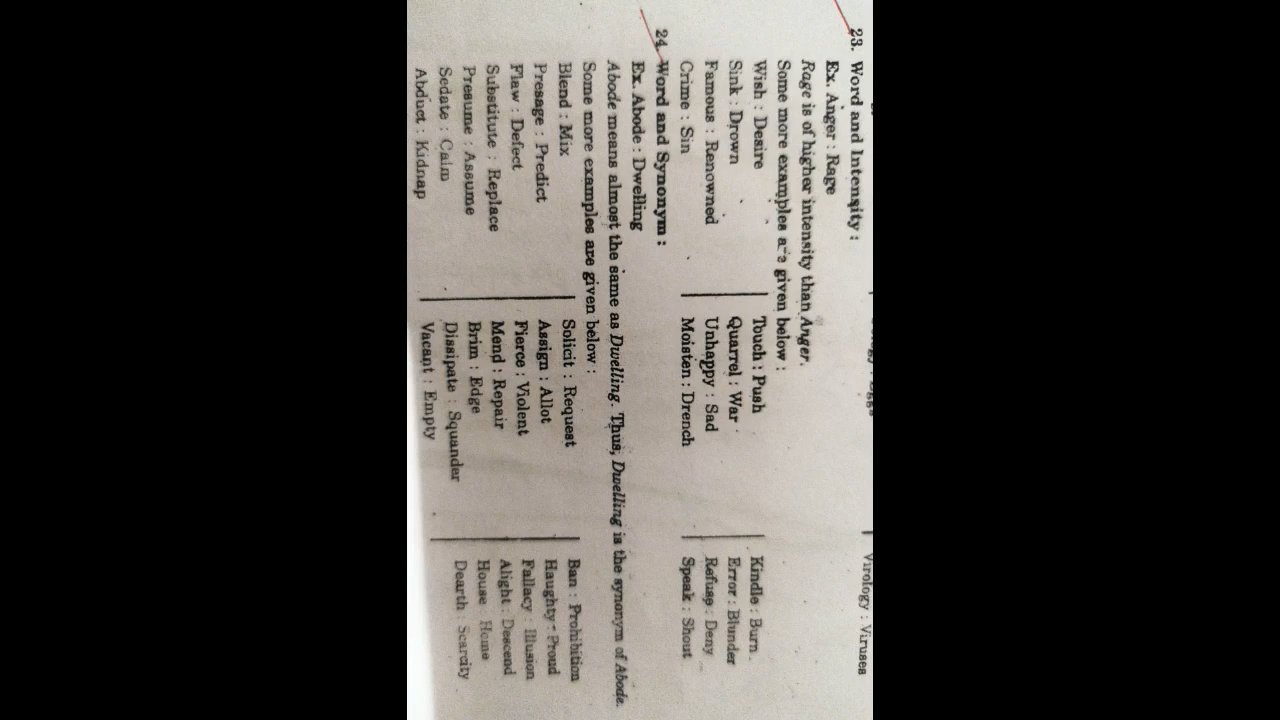 Virology : Viruses
23. Word and Intensity :
Ex. Anger : Rage
Rage is of higher intensity than Anger.
Some more examples are given below :
Wish : Desire Touch : Push Kindle : Burn
Sink : Drown Quarrel : War Error : Blunder
Famous : Renowned Unhappy : Sad Refuse : Deny
Crime : Sin Moisten : Drench Speak : Shout
24. Word and Synonym :
Ex. Abode : Dwelling
Abode means almost the same as Dwelling. Thus, Dwelling is the synonym of Abode.
Some more examples are given below :
Blend : Mix Solicit : Request Ban : Prohibition
Presage : Predict Assign : Allot Haughty : Proud
Flaw : Defect Fierce : Violent Fallacy : Illusion
Substitute : Replace Mend : Repair Alight : Descend
Presume : Assume Brim : Edge House : Home
Sedate : Calm Dissipate : Squander Dearth : Scarcity
Abduct : Kidnap Vacant : Empty